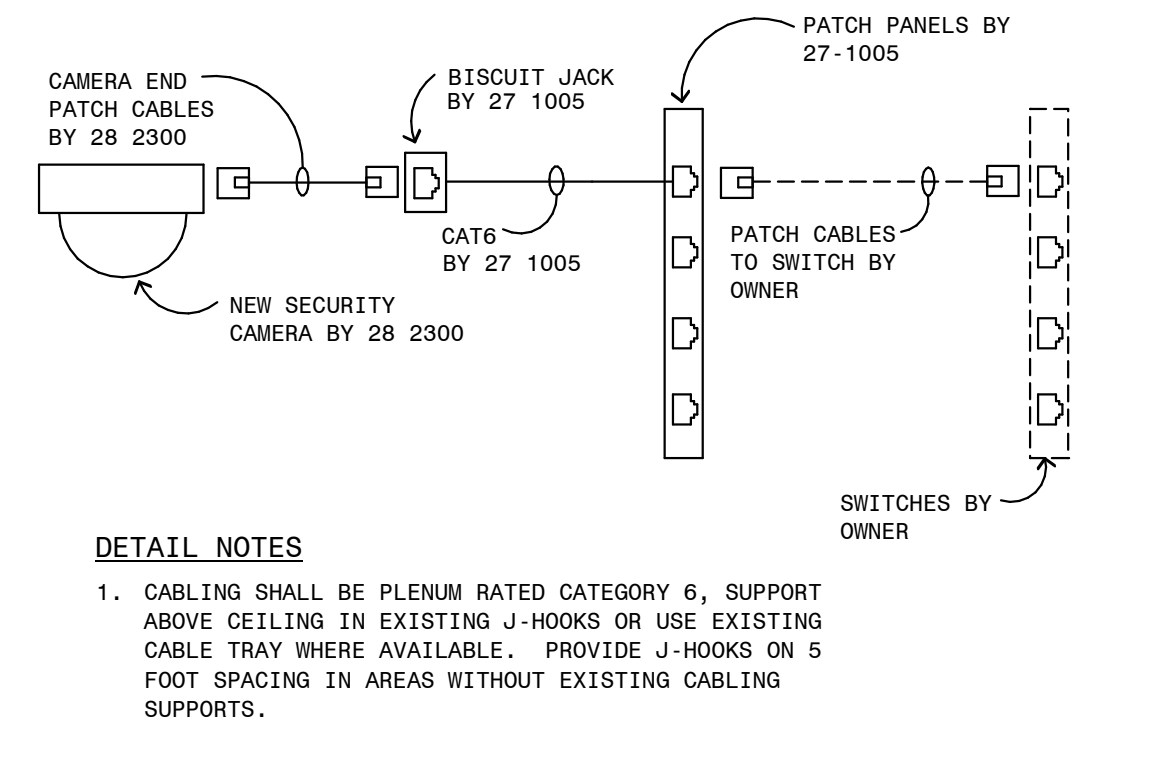 PATCH PANELS BY
27-1005
CAMERA END
PATCH CABLES
BY 28 2300
BISCUIT JACK
BY 27 1005
CAT6
BY 27 1005
PATCH CABLES
TO SWITCH BY
OWNER
NEW SECURITY
CAMERA BY 28 2300
SWITCHES BY
OWNER
DETAIL NOTES
1. CABLING SHALL BE PLENUM RATED CATEGORY 6, SUPPORT
ABOVE CEILING IN EXISTING J-HOOKS OR USE EXISTING
CABLE TRAY WHERE AVAILABLE. PROVIDE J-HOOKS ON 5
FOOT SPACING IN AREAS WITHOUT EXISTING CABLING
SUPPORTS.